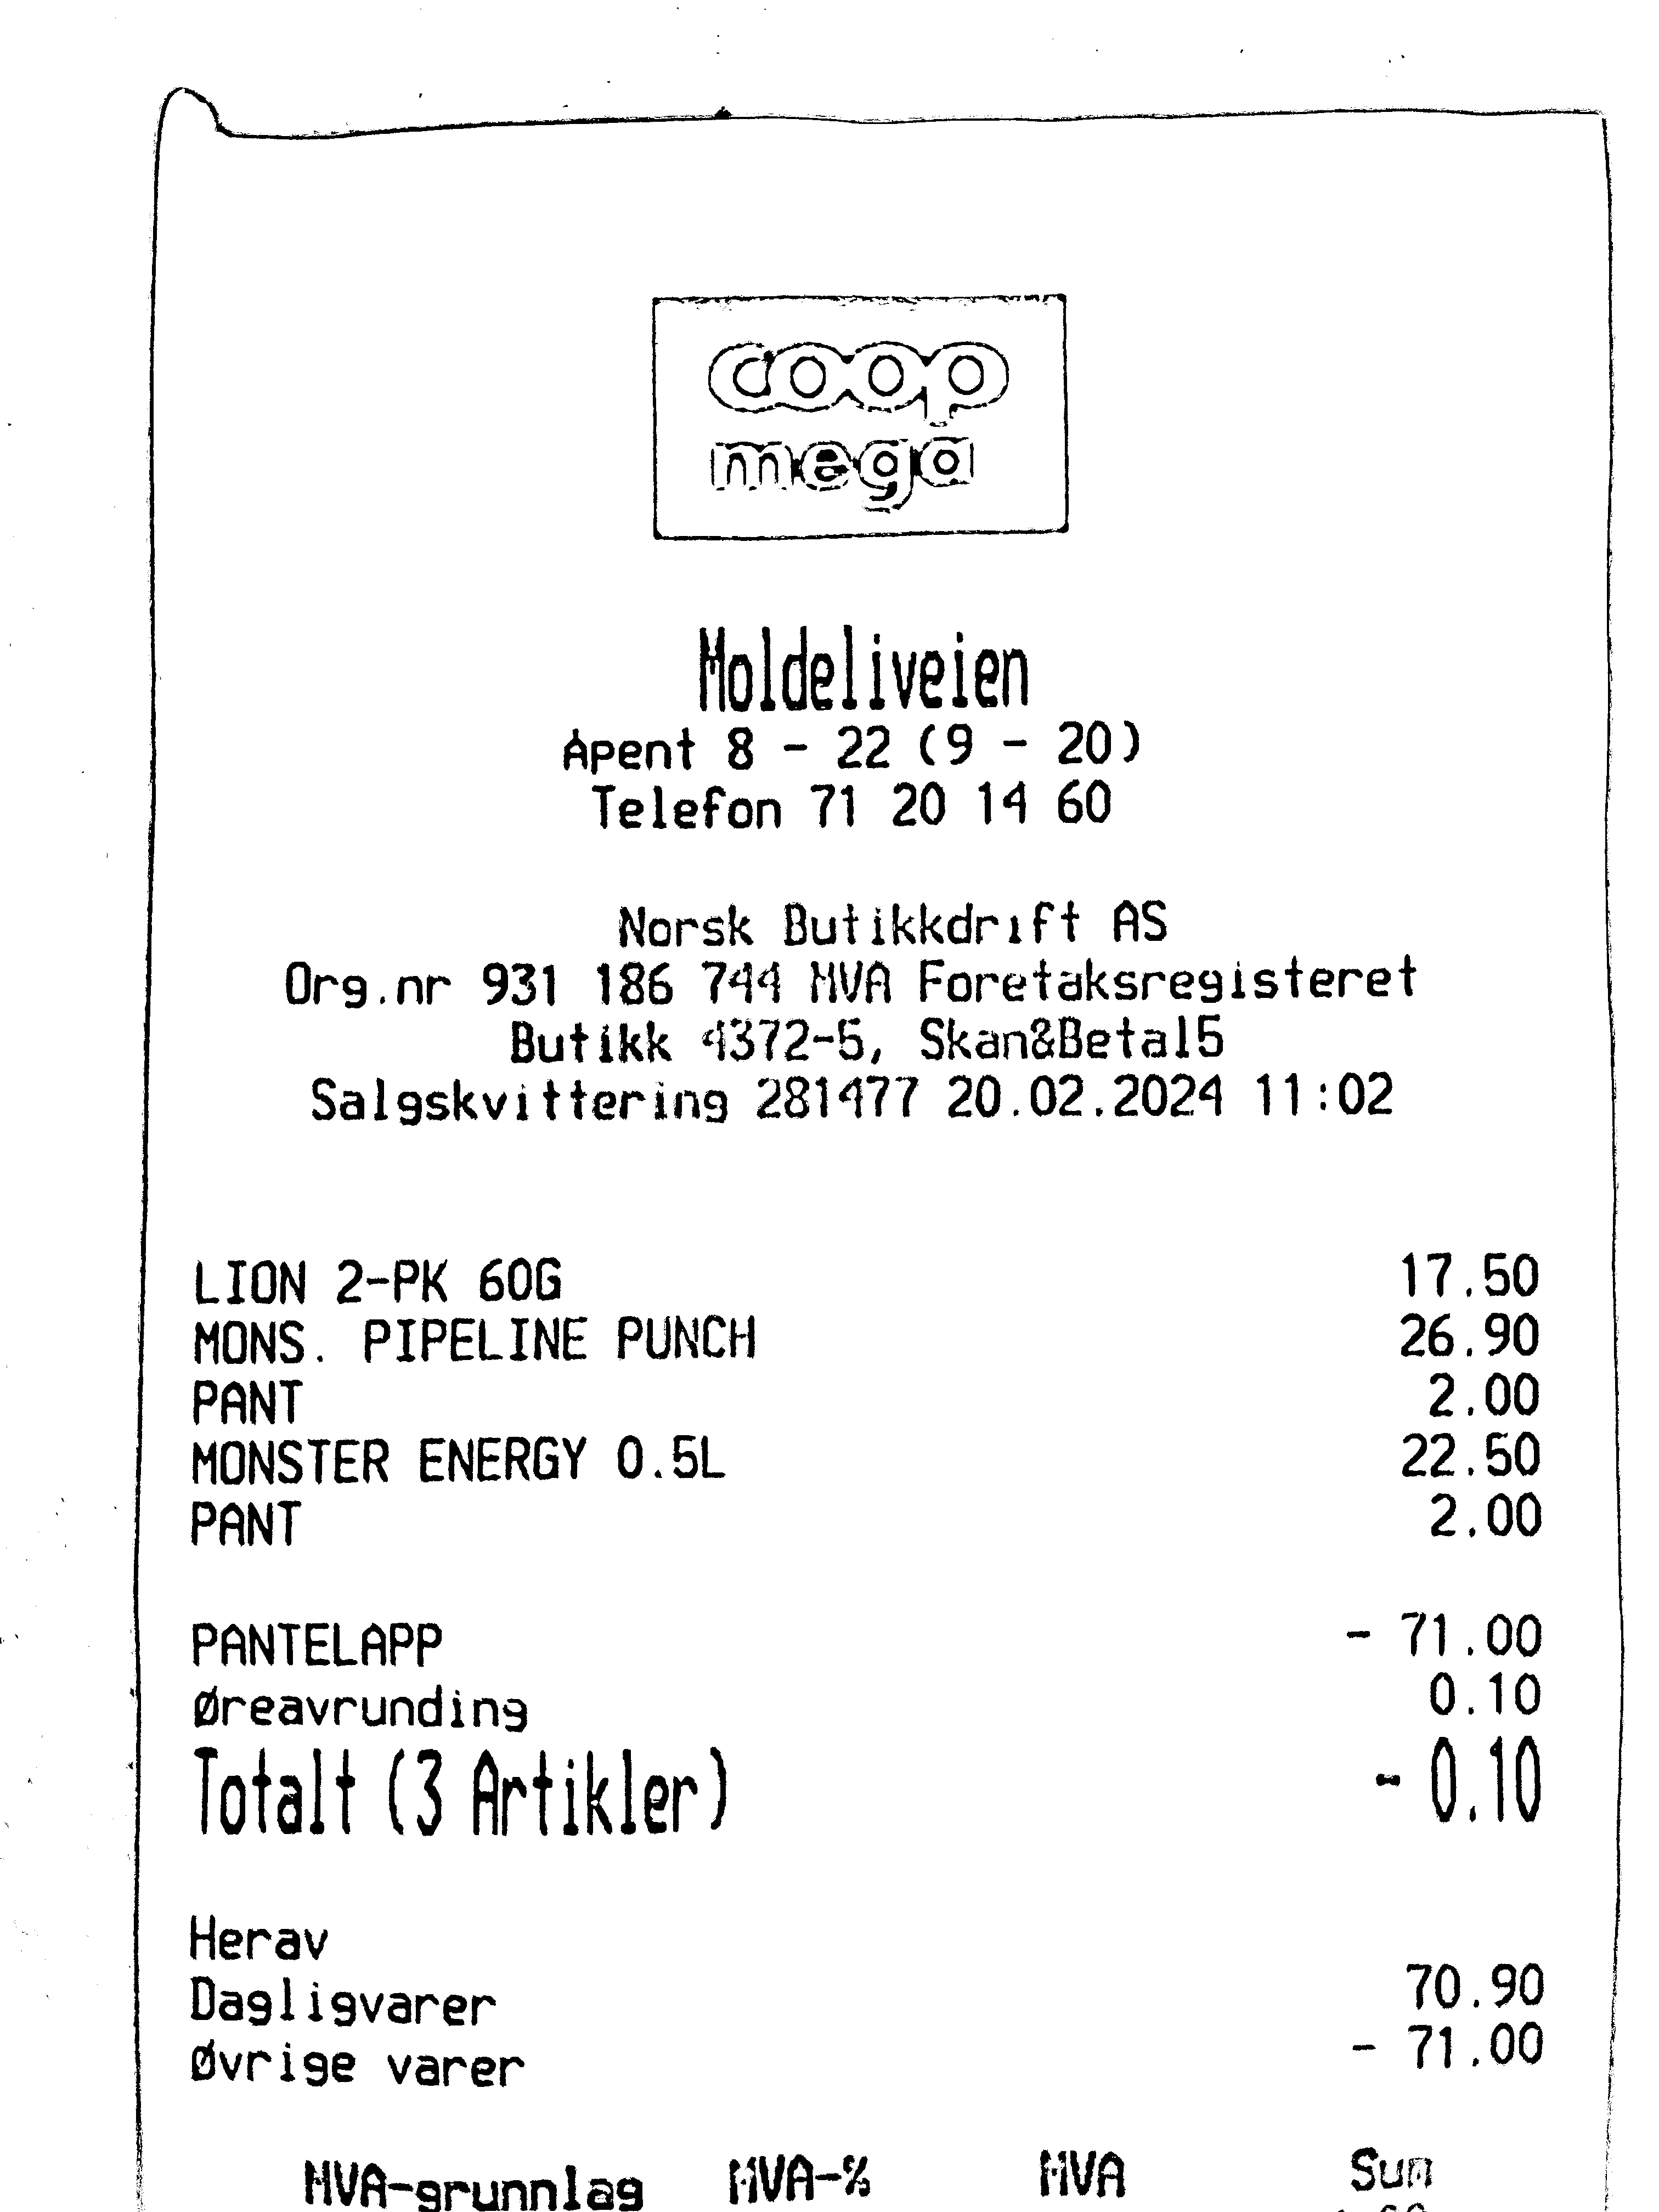 coop
mega
Moldeliveien
Åpent 8 - 22 (9 - 20)
Telefon 71 20 14 60
Norsk Butikkdrift AS
Org.nr 931 186 744 MVA Foretaksregisteret
Butikk 4372-5, Skan&Betal5
Salgskvittering 281477 20.02.2024 11:02
LION 2-PK 60G 17.50
MONS. PIPELINE PUNCH 26.90
PANT 2.00
MONSTER ENERGY 0.5L 22.50
PANT 2.00
PANTELAPP - 71.00
Øreavrunding 0.10
Totalt (3 Artikler) - 0.10
Herav
Dagligvarer 70.90
Øvrige varer - 71.00
MVA-grunnlag MVA-% MVA Sum